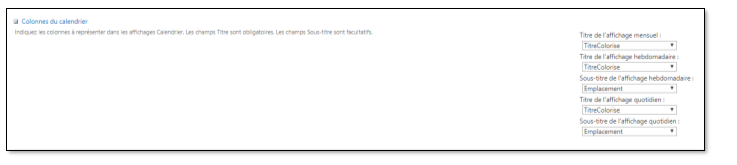 Colonnes du calendrier
Indiquez les colonnes à représenter dans les affichages Calendrier. Les champs Titre sont obligatoires. Les champs Sous-titre sont facultatifs.
Titre de l'affichage mensuel :
TitreColorise
Titre de l'affichage hebdomadaire :
TitreColorise
Sous-titre de l'affichage hebdomadaire :
Emplacement
Titre de l'affichage quotidien :
TitreColorise
Sous-titre de l'affichage quotidien :
Emplacement